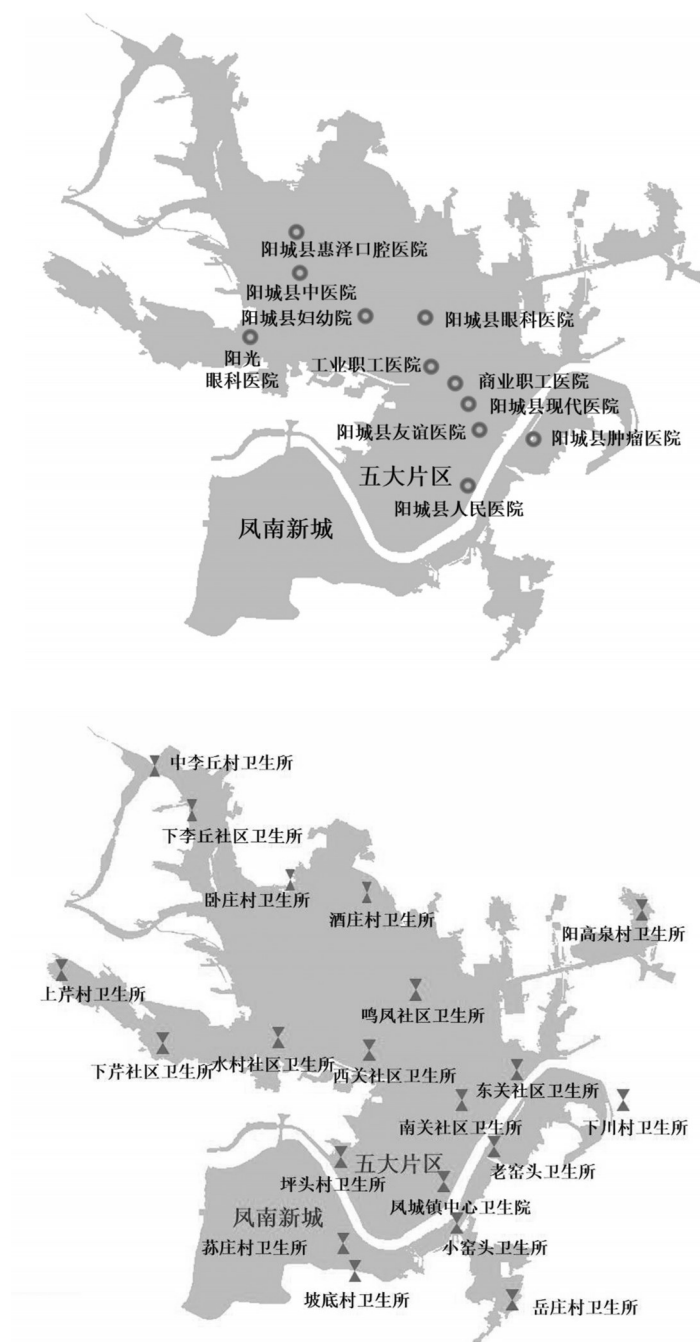 阳城县惠泽口腔医院
阳城县中医院
阳城县妇幼院
阳城县眼科医院
阳光
眼科医院
工业职工医院
商业职工医院
阳城县现代医院
阳城县友谊医院
阳城县肿瘤医院
五大片区
阳城县人民医院
凤南新城
中李丘村卫生所
下李丘社区卫生所
卧庄村卫生所
酒庄村卫生所
阳高泉村卫生所
上芹村卫生所
鸣凤社区卫生所
下芹社区卫生所
水村社区卫生所
西关社区卫生所
东关社区卫生所
南关社区卫生所
下川村卫生所
老窑头卫生所
五大片区
坪头村卫生所
凤城镇中心卫生院
凤南新城
荪庄村卫生所
小窑头卫生所
坡底村卫生所
岳庄村卫生所